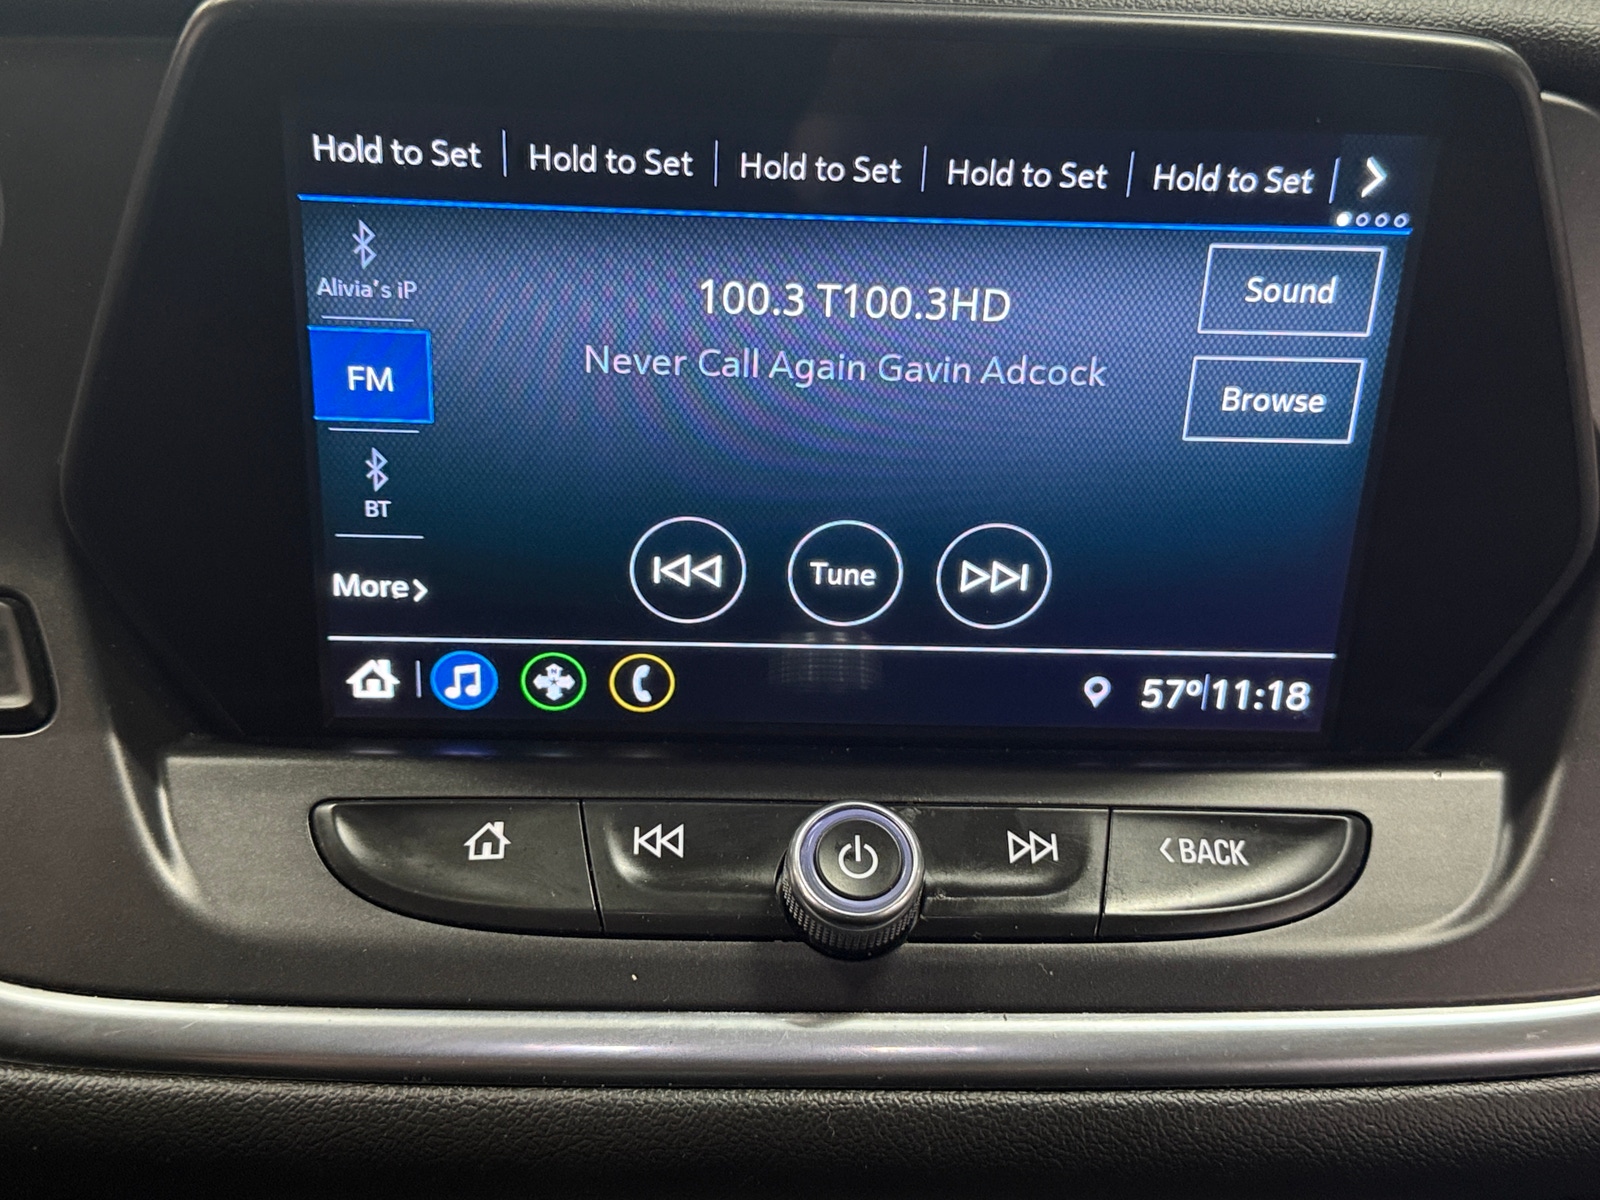 Hold to Set | Hold to Set | Hold to Set | Hold to Set | Hold to Set |
Alivia's iP
100.3 T100.3HD
Sound
Never Call Again Gavin Adcock
FM
Browse
BT
Tune
More
57°|11:18
BACK